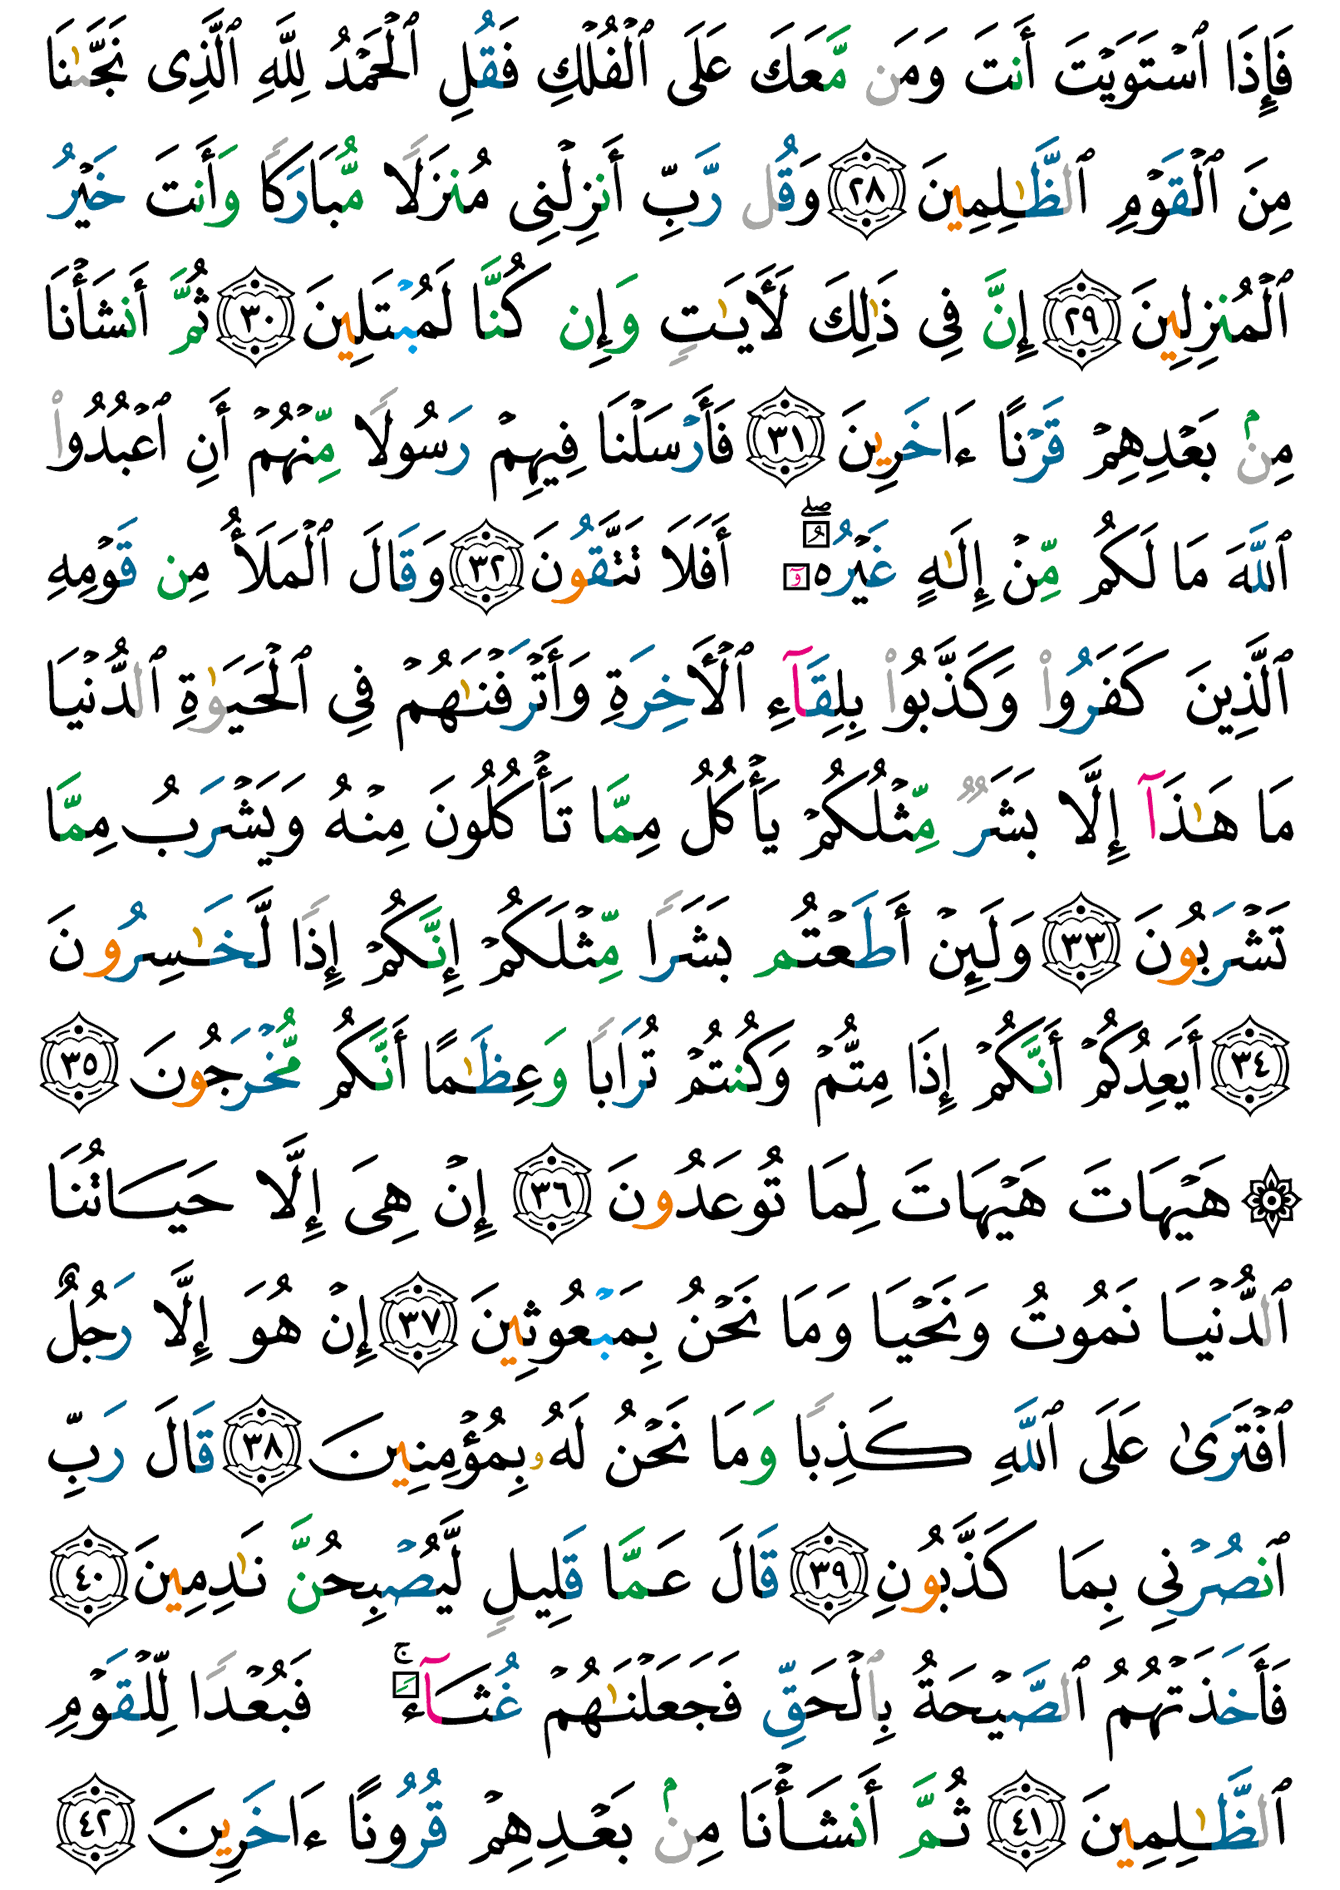 فَإِذَا ٱسْتَوَيْتَ أَنتَ وَمَن مَّعَكَ عَلَى ٱلْفُلْكِ فَقُلِ ٱلْحَمْدُ لِلَّهِ ٱلَّذِى نَجَّىٰنَا
مِنَ ٱلْقَوْمِ ٱلظَّـٰلِمِينَ ٢٨ وَقُل رَّبِّ أَنزِلْنِى مُنزَلًا مُّبَارَكًا وَأَنتَ خَيْرُ
ٱلْمُنزِلِينَ ٢٩ إِنَّ فِى ذَٰلِكَ لَـَٔايَـٰتٍ وَإِن كُنَّا لَمُبْتَلِينَ ٣٠ ثُمَّ أَنشَأْنَا
مِنۢ بَعْدِهِمْ قَرْنًا ءَاخَرِينَ ٣١ فَأَرْسَلْنَا فِيهِمْ رَسُولًا مِّنْهُمْ أَنِ ٱعْبُدُوا۟
ٱللَّهَ مَا لَكُم مِّنْ إِلَـٰهٍ غَيْرُهُۥٓ ۖ أَفَلَا تَتَّقُونَ ٣٢ وَقَالَ ٱلْمَلَأُ مِن قَوْمِهِ
ٱلَّذِينَ كَفَرُوا۟ وَكَذَّبُوا۟ بِلِقَآءِ ٱلْـَٔاخِرَةِ وَأَتْرَفْنَـٰهُمْ فِى ٱلْحَيَوٰةِ ٱلدُّنْيَا
مَا هَـٰذَآ إِلَّا بَشَرٌ مِّثْلُكُمْ يَأْكُلُ مِمَّا تَأْكُلُونَ مِنْهُ وَيَشْرَبُ مِمَّا
تَشْرَبُونَ ٣٣ وَلَئِنْ أَطَعْتُم بَشَرًا مِّثْلَكُمْ إِنَّكُمْ إِذًا لَّخَـٰسِرُونَ
٣٤ أَيَعِدُكُمْ أَنَّكُمْ إِذَا مِتُّمْ وَكُنتُمْ تُرَابًا وَعِظَـٰمًا أَنَّكُم مُّخْرَجُونَ ٣٥
۞ هَيْهَاتَ هَيْهَاتَ لِمَا تُوعَدُونَ ٣٦ إِنْ هِىَ إِلَّا حَيَاتُنَا
ٱلدُّنْيَا نَمُوتُ وَنَحْيَا وَمَا نَحْنُ بِمَبْعُوثِينَ ٣٧ إِنْ هُوَ إِلَّا رَجُلٌ
ٱفْتَرَىٰ عَلَى ٱللَّهِ كَذِبًا وَمَا نَحْنُ لَهُۥ بِمُؤْمِنِينَ ٣٨ قَالَ رَبِّ
ٱنصُرْنِى بِمَا كَذَّبُونِ ٣٩ قَالَ عَمَّا قَلِيلٍ لَّيُصْبِحُنَّ نَـٰدِمِينَ ٤٠
فَأَخَذَتْهُمُ ٱلصَّيْحَةُ بِٱلْحَقِّ فَجَعَلْنَـٰهُمْ غُثَآءً ۚ فَبُعْدًا لِّلْقَوْمِ
ٱلظَّـٰلِمِينَ ٤١ ثُمَّ أَنشَأْنَا مِنۢ بَعْدِهِمْ قُرُونًا ءَاخَرِينَ ٤٢